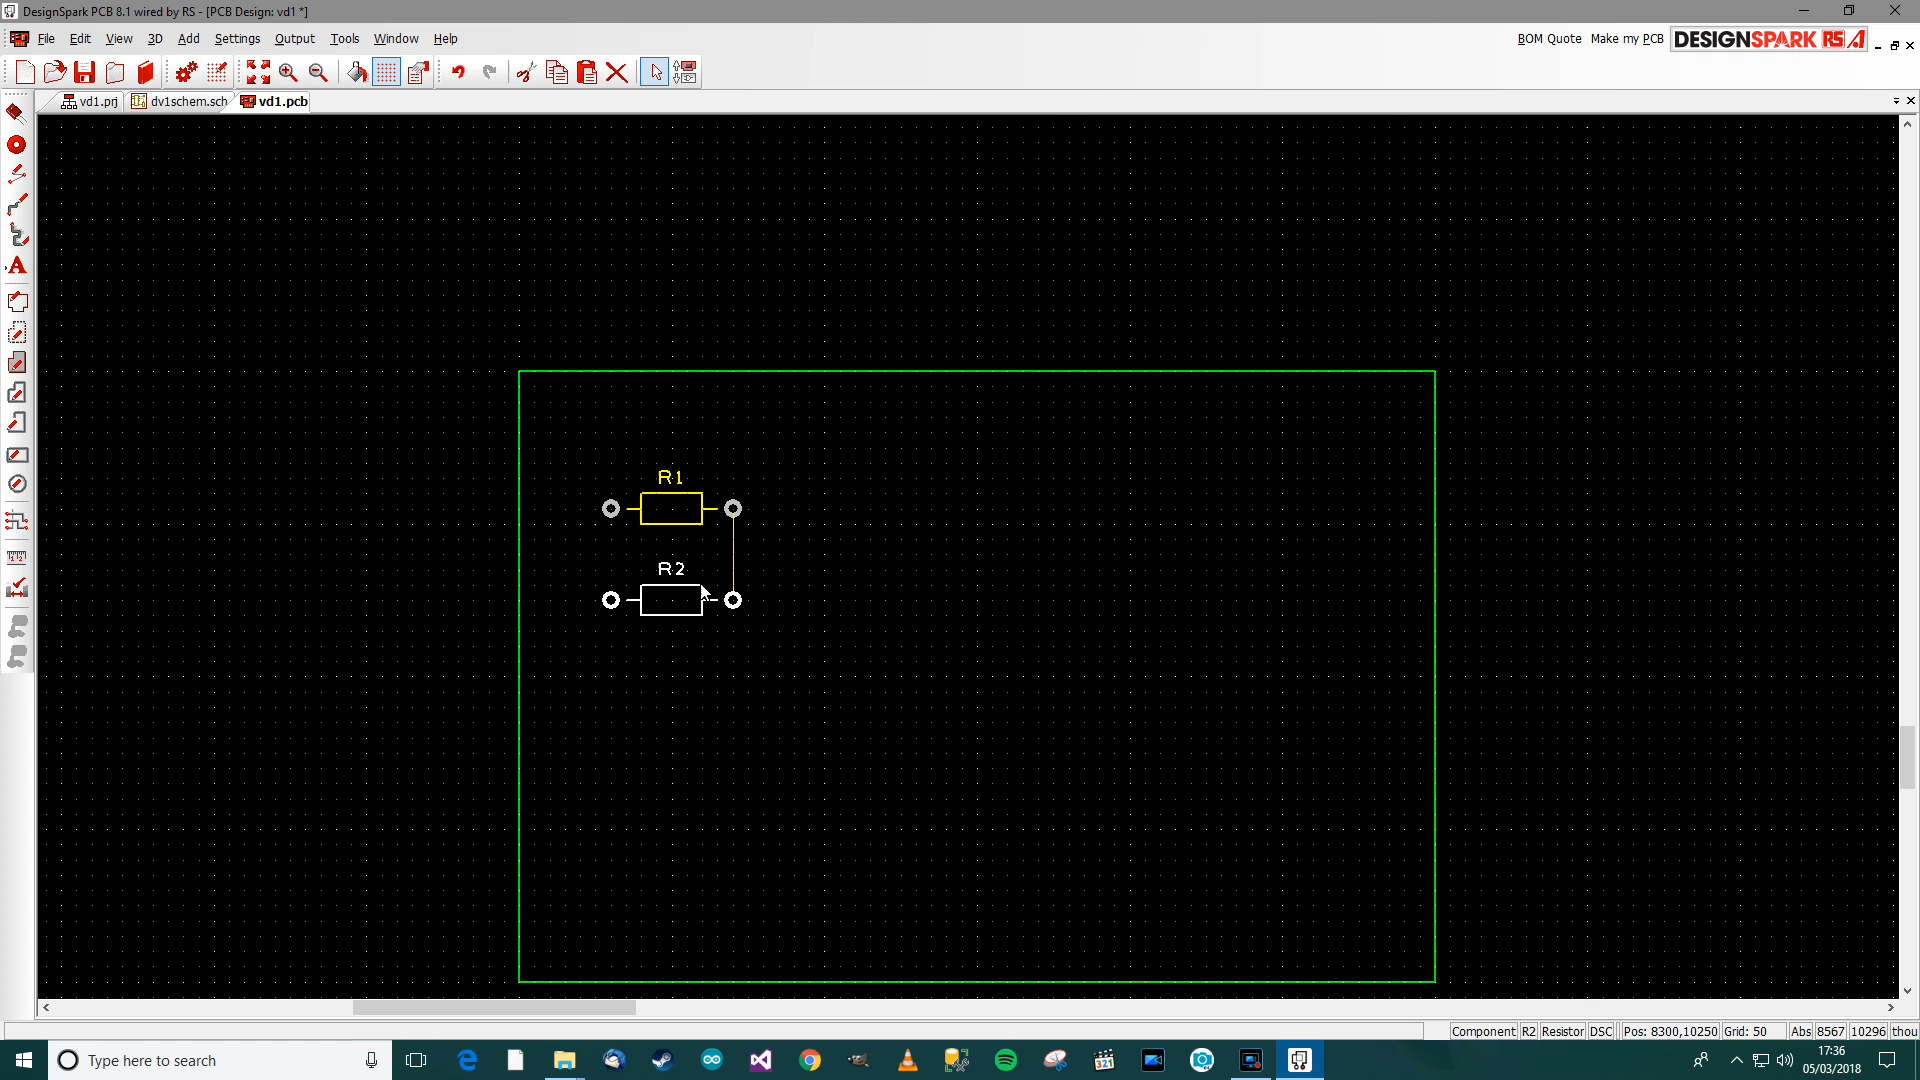 DesignSpark PCB 8.1 wired by RS - [PCB Design: vd1 *]
File Edit View 3D Add Settings Output Tools Window Help
BOM Quote Make my PCB DESIGNSPARK RS
vd1.prj dv1schem.sch vd1.pcb
A
R1
R2
Component R2 Resistor DSC Pos: 8300,10250 Grid: 50 Abs 8567 10296 thou
Type here to search
321
17:36
05/03/2018